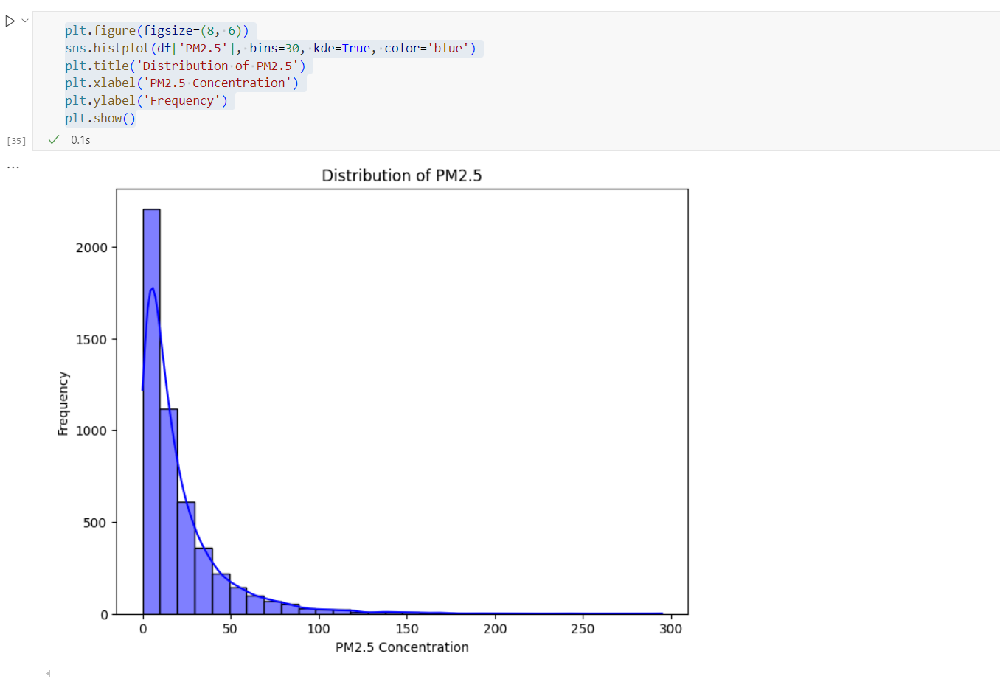 plt.figure(figsize=(8, 6))
sns.histplot(df['PM2.5'], bins=30, kde=True, color='blue')
plt.title('Distribution of PM2.5')
plt.xlabel('PM2.5 Concentration')
plt.ylabel('Frequency')
plt.show()
[35]
0.1s
...
Distribution of PM2.5
2000
1500
1000
500
0
Frequency
0 50 100 150 200 250 300
PM2.5 Concentration